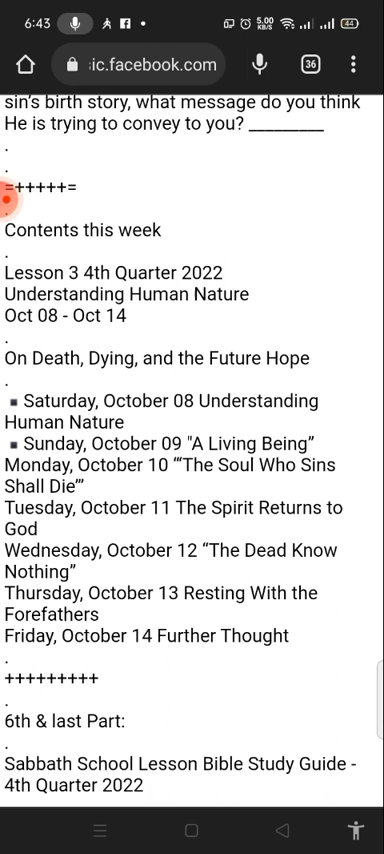 6:43
5.00
KB/S
44
ic.facebook.com
36
sin's birth story, what message do you think
He is trying to convey to you? _________
.
.
=+++++=
.
Contents this week
.
Lesson 3 4th Quarter 2022
Understanding Human Nature
Oct 08 - Oct 14
.
On Death, Dying, and the Future Hope
.
▪Saturday, October 08 Understanding
Human Nature
▪Sunday, October 09 "A Living Being”
Monday, October 10 “‘The Soul Who Sins
Shall Die’”
Tuesday, October 11 The Spirit Returns to
God
Wednesday, October 12 “The Dead Know
Nothing”
Thursday, October 13 Resting With the
Forefathers
Friday, October 14 Further Thought
.
+++++++++
.
6th & last Part:
.
Sabbath School Lesson Bible Study Guide -
4th Quarter 2022